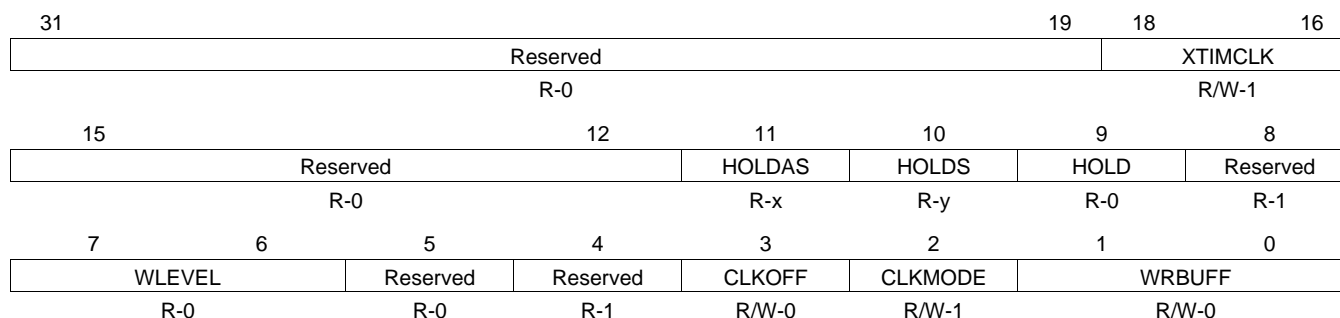 31 19 18 16
Reserved XTIMCLK
R-0 R/W-1
15 12 11 10 9 8
Reserved HOLDAS HOLDS HOLD Reserved
R-0 R-x R-y R-0 R-1
7 6 5 4 3 2 1 0
WLEVEL Reserved Reserved CLKOFF CLKMODE WRBUFF
R-0 R-0 R-1 R/W-0 R/W-1 R/W-0